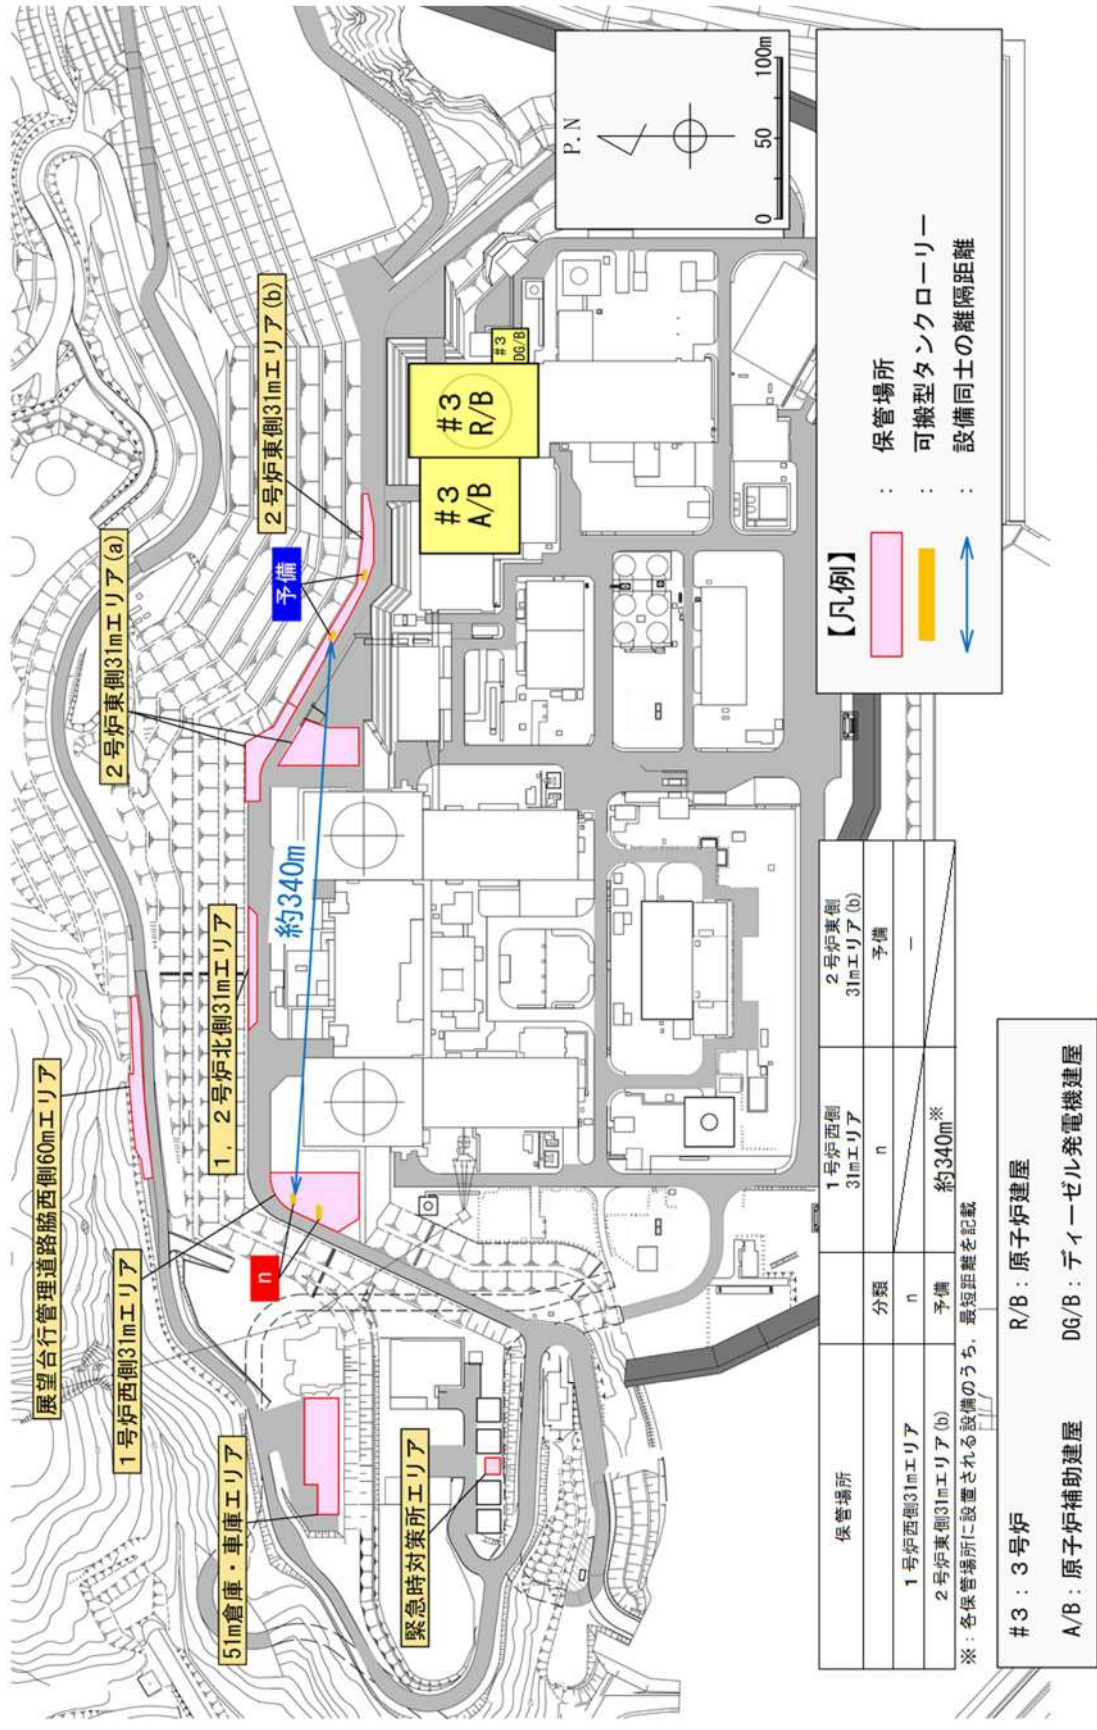 展望台行管理道路脇西側60mエリア
1号炉西側31mエリア
51m倉庫・車庫エリア
緊急時対策所エリア
1,2号炉北側31mエリア
2号炉東側31mエリア(a)
2号炉東側31mエリア(b)
n
予備
約340m
#3
A/B
#3
R/B
#3
DG/B
P.N
0 50 100m
【凡例】
: 保管場所
: 可搬型タンクローリー
: 設備同士の離隔距離
保管場所 分類 1号炉西側31mエリア 2号炉東側31mエリア(b)
n 予備
1号炉西側31mエリア n －
2号炉東側31mエリア(b) 予備 約340m※
※:各保管場所に設置される設備のうち,最短距離を記載
#3:3号炉 R/B:原子炉建屋
A/B:原子炉補助建屋 DG/B:ディーゼル発電機建屋